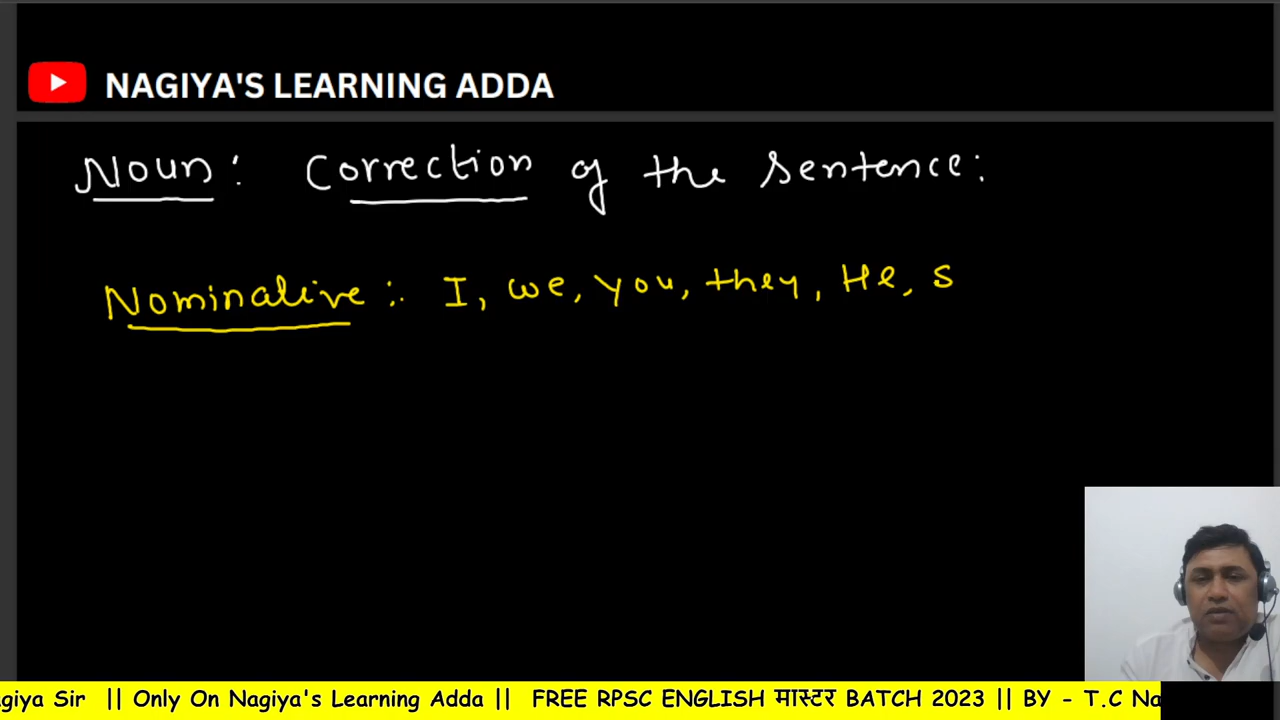 NAGIYA'S LEARNING ADDA
Noun: Correction of the sentence:
Nominative: I, we, you, they, He, s
agiya Sir || Only On Nagiya's Learning Adda || FREE RPSC ENGLISH मास्टर BATCH 2023 || BY - T.C Na